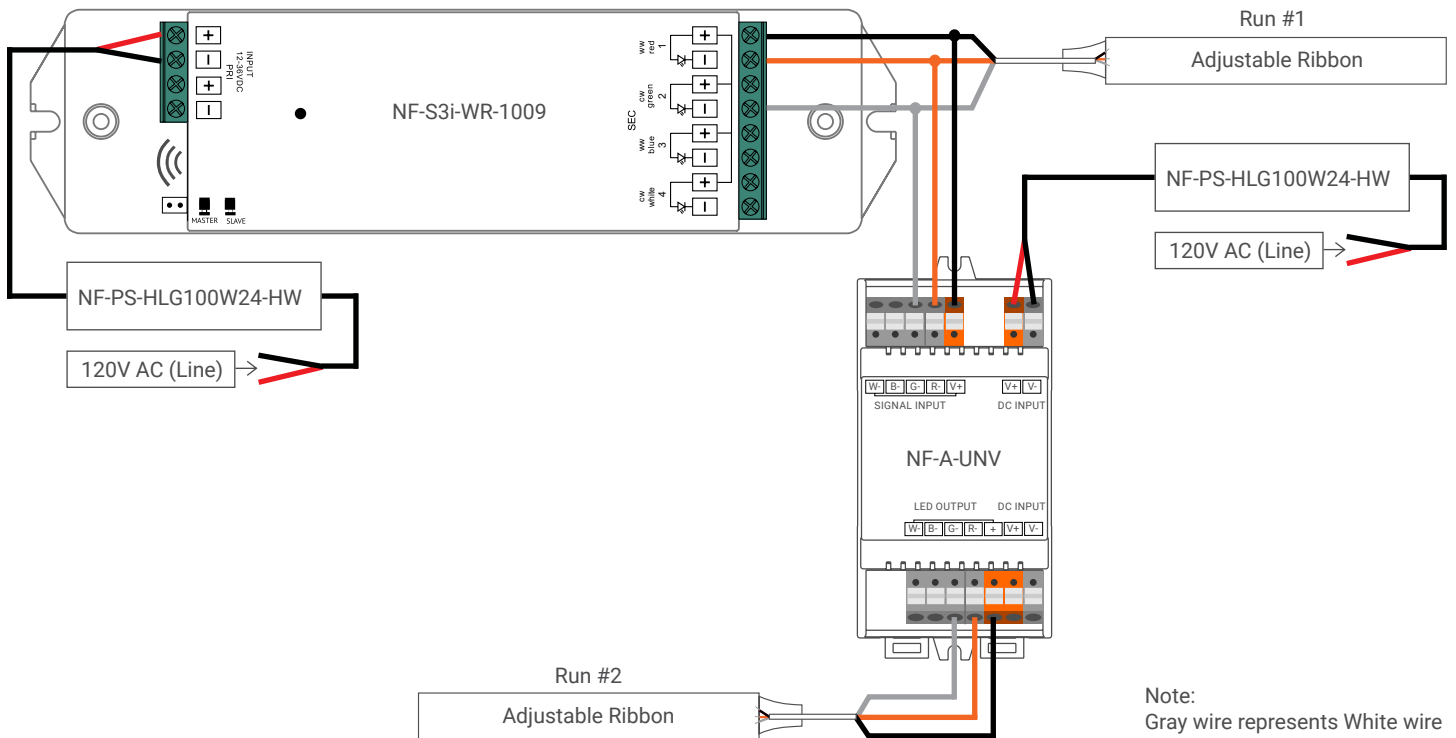 Run #1
Adjustable Ribbon
+
−
+
−
INPUT
12-36VDC
PRI
NF-S3i-WR-1009
SEC
ww
red
1
+
−
cw
green
2
+
−
ww
blue
3
+
−
cw
white
4
+
−
MASTER SLAVE
NF-PS-HLG100W24-HW
120V AC (Line)
NF-PS-HLG100W24-HW
120V AC (Line)
W- B- G- R- V+ V+ V-
SIGNAL INPUT DC INPUT
NF-A-UNV
LED OUTPUT DC INPUT
W- B- G- R- + V+ V-
Run #2
Adjustable Ribbon
Note:
Gray wire represents White wire